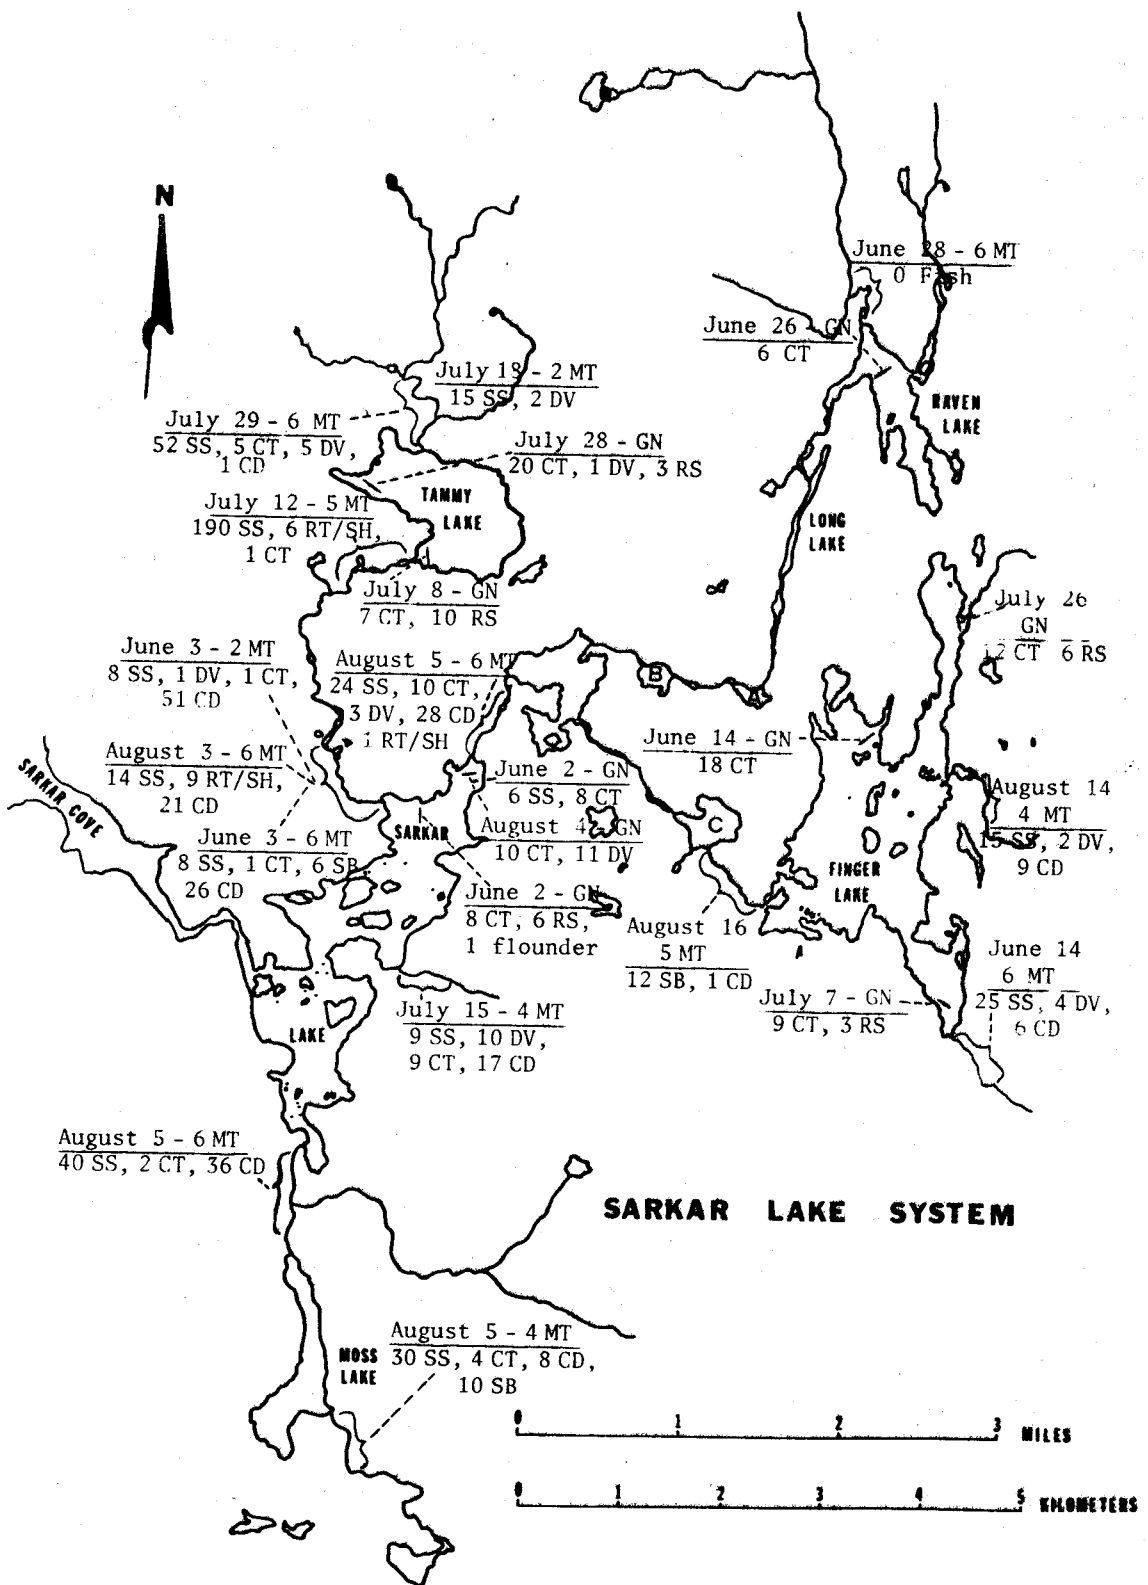 N
June 28 - 6 MT
0 Fish
June 26 - GN
6 CT
RAVEN
LAKE
July 18 - 2 MT
15 SS, 2 DV
July 29 - 6 MT
52 SS, 5 CT, 5 DV,
1 CD
July 28 - GN
20 CT, 1 DV, 3 RS
TAMMY
LAKE
July 12 - 5 MT
190 SS, 6 RT/SH,
1 CT
LONG
LAKE
July 8 - GN
7 CT, 10 RS
July 26
GN
12 CT 6 RS
June 3 - 2 MT
8 SS, 1 DV, 1 CT,
51 CD
August 5 - 6 MT
24 SS, 10 CT,
3 DV, 28 CD
1 RT/SH
B
A
June 14 - GN
18 CT
August 3 - 6 MT
14 SS, 9 RT/SH,
21 CD
SARKAR COVE
June 2 - GN
6 SS, 8 CT
August 14
4 MT
15 SS, 2 DV,
9 CD
June 3 - 6 MT
8 SS, 1 CT, 6 SB
26 CD
SARKAR
August 4 - GN
10 CT, 11 DV
C
FINGER
LAKE
June 2 - GN
8 CT, 6 RS,
1 flounder
August 16
5 MT
12 SB, 1 CD
June 14
6 MT
25 SS, 4 DV,
6 CD
July 7 - GN
9 CT, 3 RS
LAKE
July 15 - 4 MT
9 SS, 10 DV,
9 CT, 17 CD
August 5 - 6 MT
40 SS, 2 CT, 36 CD
SARKAR LAKE SYSTEM
MOSS
LAKE
August 5 - 4 MT
30 SS, 4 CT, 8 CD,
10 SB
0 1 2 3 MILES
0 1 2 3 4 5 KILOMETERS